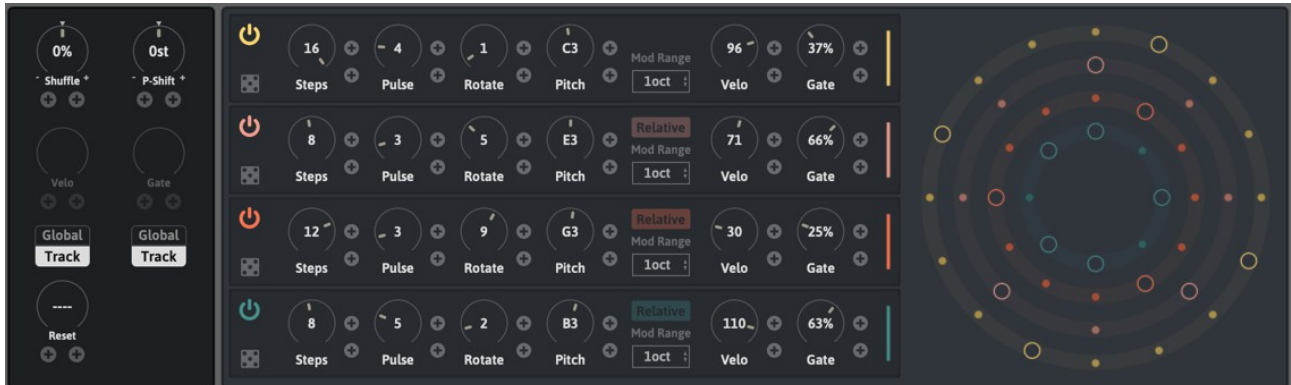 0% 0st
- Shuffle + - P-Shift +
Velo Gate
Global Global
Track Track
----
Reset
16 4 1 C3 Mod Range 96 37%
1oct
Steps Pulse Rotate Pitch Velo Gate
Relative
8 3 5 E3 Mod Range 71 66%
1oct
Steps Pulse Rotate Pitch Velo Gate
Relative
12 3 9 G3 Mod Range 30 25%
1oct
Steps Pulse Rotate Pitch Velo Gate
Relative
8 5 2 B3 Mod Range 110 63%
1oct
Steps Pulse Rotate Pitch Velo Gate